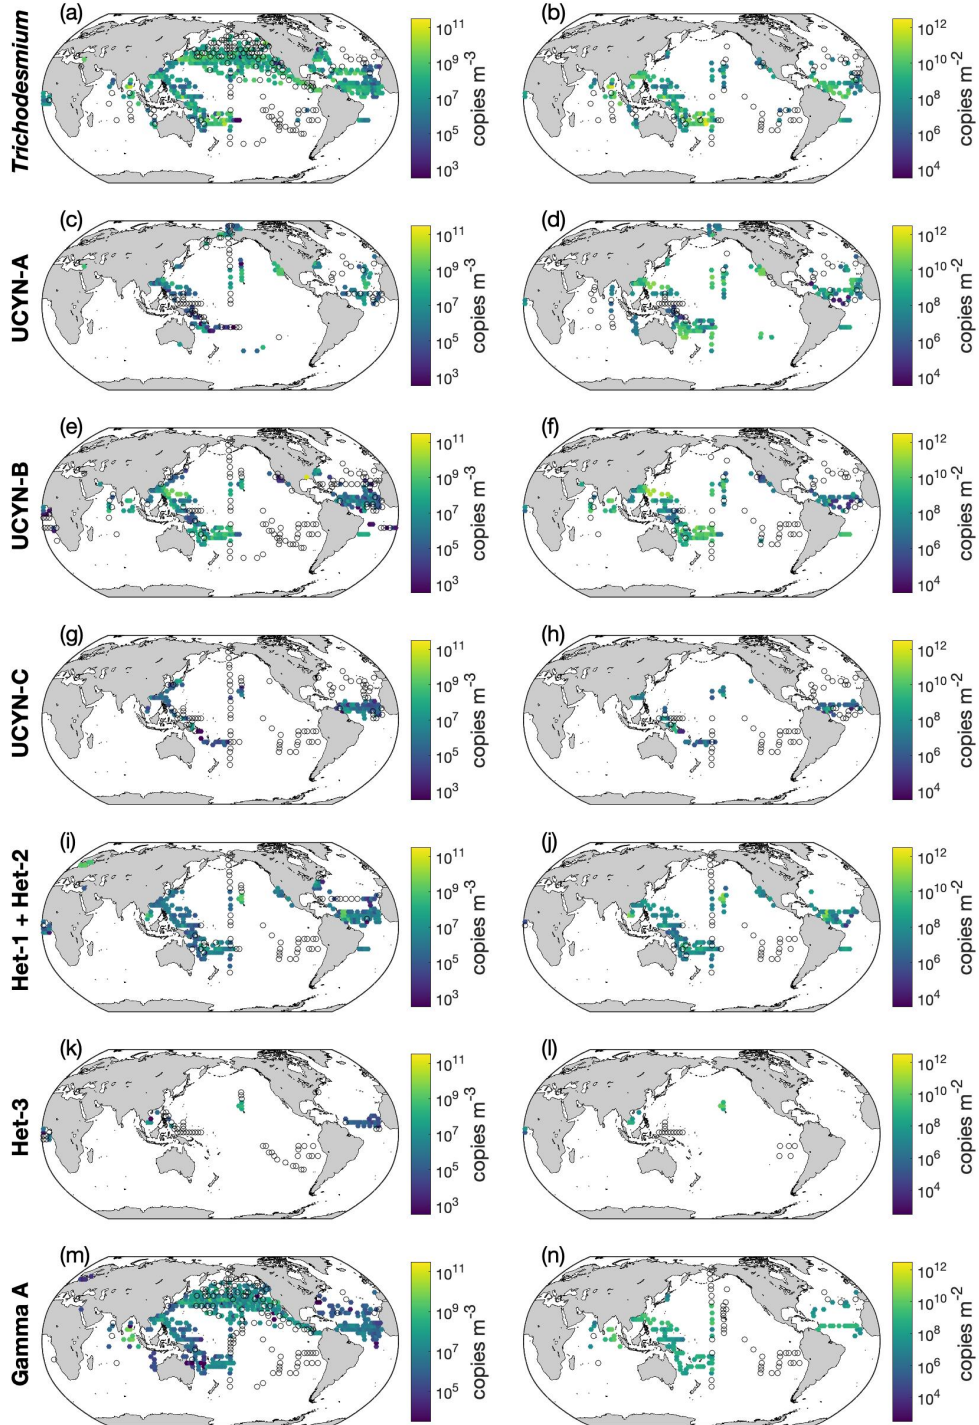 (a)
10^11
10^9
10^7
10^5
10^3
copies m^-3
(b)
10^12
10^10
10^8
10^6
10^4
copies m^-2
Trichodesmium
(c)
10^11
10^9
10^7
10^5
10^3
copies m^-3
(d)
10^12
10^10
10^8
10^6
10^4
copies m^-3
UCYN-A
(e)
10^11
10^9
10^7
10^5
10^3
copies m^-3
(f)
10^12
10^10
10^8
10^6
10^4
copies m^-3
UCYN-B
(g)
10^11
10^9
10^7
10^5
10^3
copies m^-3
(h)
10^12
10^10
10^8
10^6
10^4
copies m^-3
UCYN-C
(i)
10^11
10^9
10^7
10^5
10^3
copies m^-3
(j)
10^12
10^10
10^8
10^6
10^4
copies m^-3
Het-1 + Het-2
(k)
10^11
10^9
10^7
10^5
10^3
copies m^-3
(l)
10^12
10^10
10^8
10^6
10^4
copies m^-3
Het-3
(m)
10^11
10^9
10^7
10^5
copies m^-3
(n)
10^12
10^10
10^8
10^6
10^4
copies m^-3
Gamma A